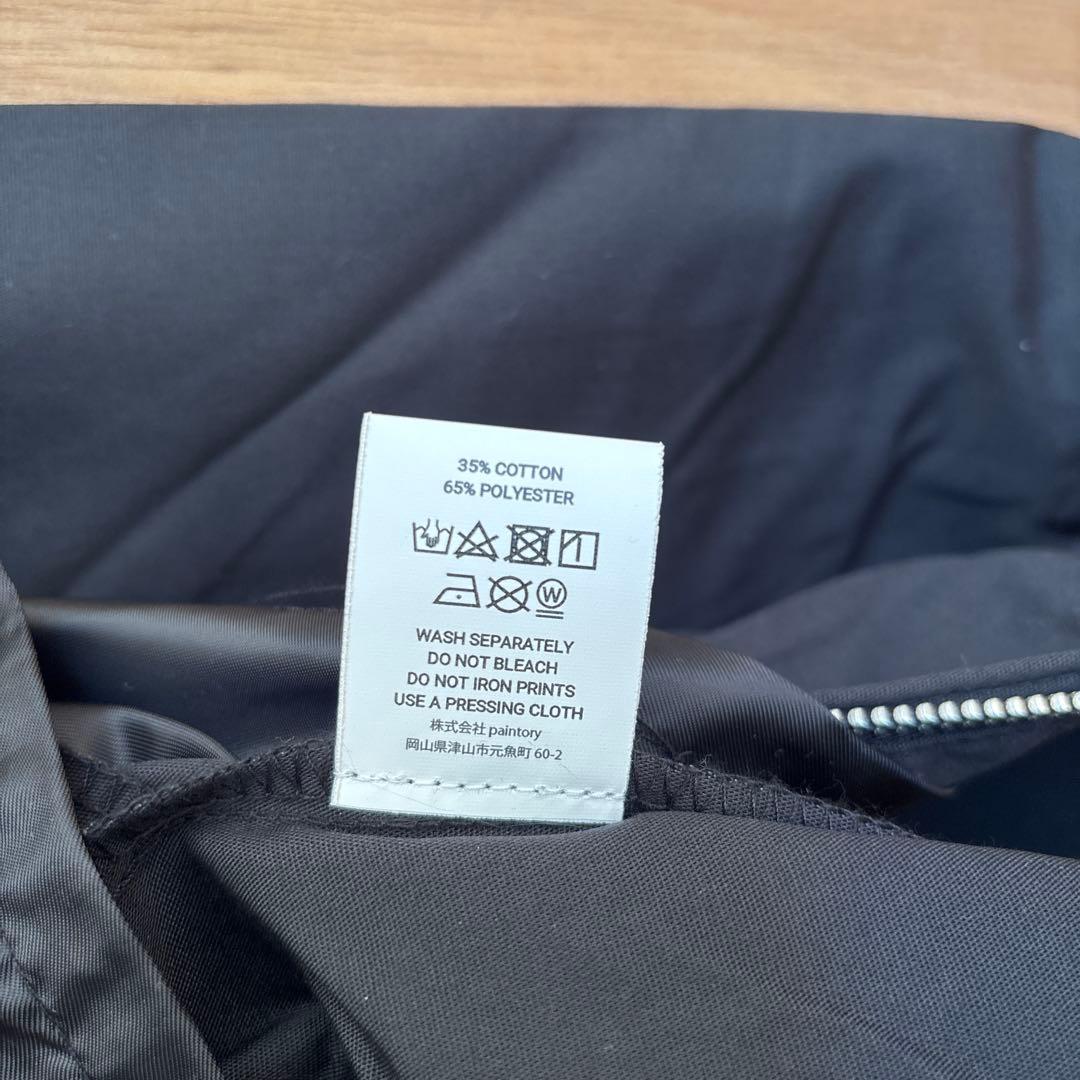 35% COTTON
65% POLYESTER
W
WASH SEPARATELY
DO NOT BLEACH
DO NOT IRON PRINTS
USE A PRESSING CLOTH
株式会社 paintory
岡山県津山市元魚町 60-2